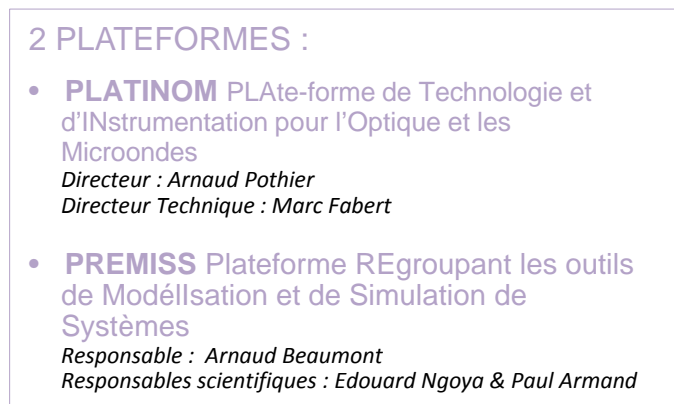 2 PLATEFORMES :
• PLATINOM PLAte-forme de Technologie et
d'INstrumentation pour l’Optique et les
Microondes
Directeur : Arnaud Pothier
Directeur Technique : Marc Fabert
• PREMISS Plateforme REgroupant les outils
de ModélIsation et de Simulation de
Systèmes
Responsable : Arnaud Beaumont
Responsables scientifiques : Edouard Ngoya & Paul Armand